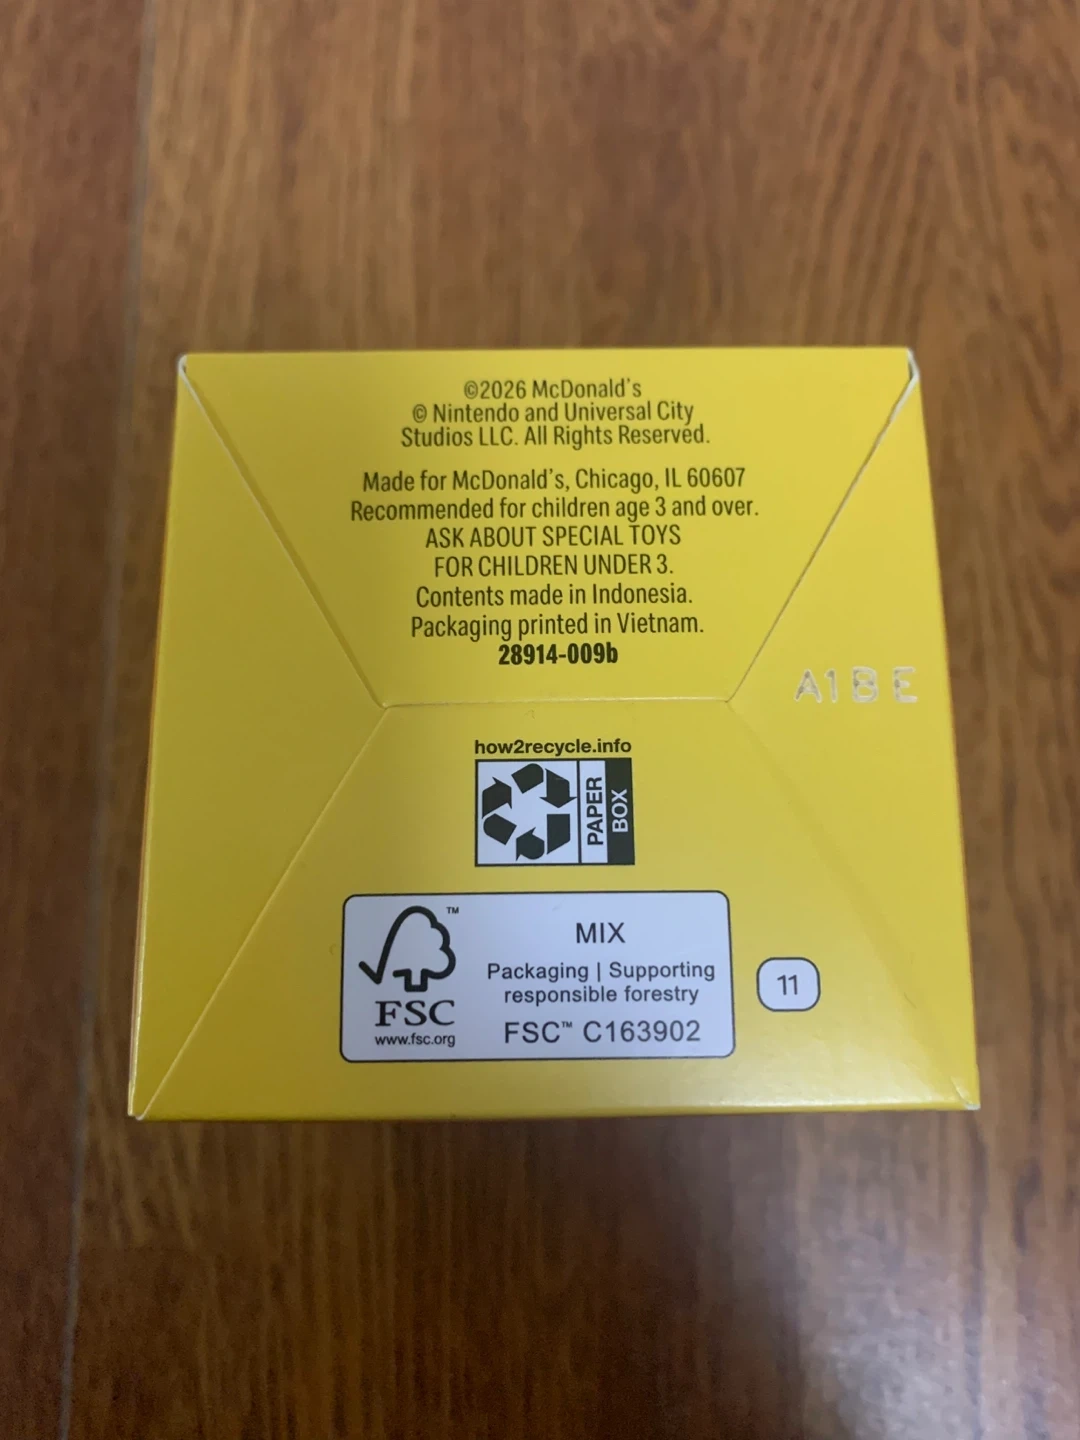 ©2026 McDonald's
© Nintendo and Universal City
Studios LLC. All Rights Reserved.
Made for McDonald's, Chicago, IL 60607
Recommended for children age 3 and over.
ASK ABOUT SPECIAL TOYS
FOR CHILDREN UNDER 3.
Contents made in Indonesia.
Packaging printed in Vietnam.
28914-009b
A1BE
how2recycle.info
PAPER
BOX
TM
FSC
www.fsc.org
MIX
Packaging | Supporting
responsible forestry
FSC™ C163902
11